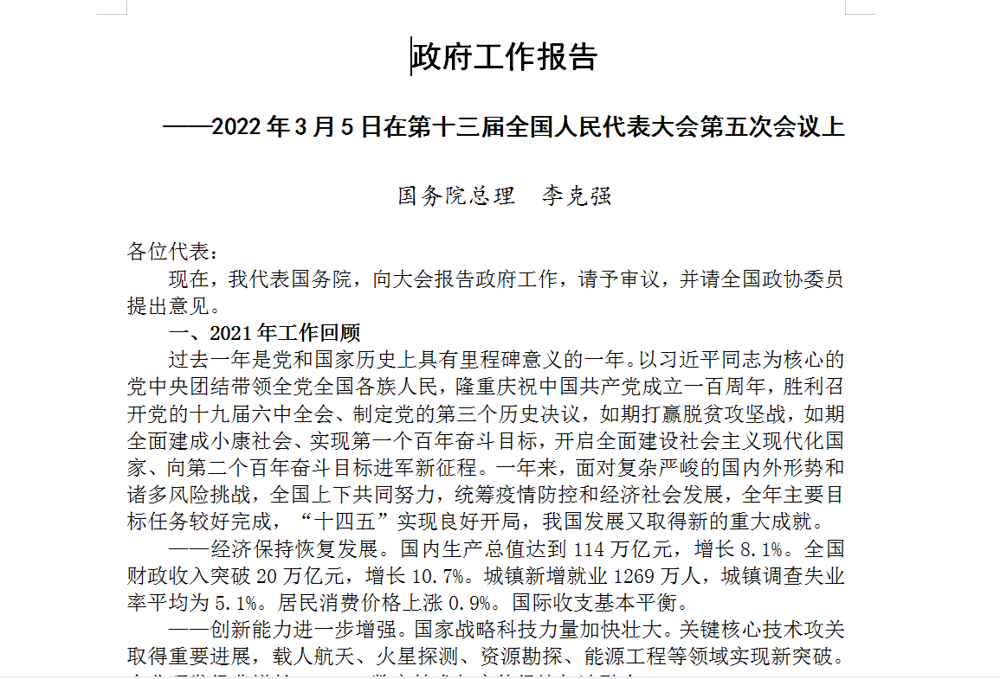 政府工作报告
——2022年3月5日在第十三届全国人民代表大会第五次会议上
国务院总理 李克强
各位代表：
现在，我代表国务院，向大会报告政府工作，请予审议，并请全国政协委员
提出意见。
一、2021年工作回顾
过去一年是党和国家历史上具有里程碑意义的一年。以习近平同志为核心的
党中央团结带领全党全国各族人民，隆重庆祝中国共产党成立一百周年，胜利召
开党的十九届六中全会、制定党的第三个历史决议，如期打赢脱贫攻坚战，如期
全面建成小康社会、实现第一个百年奋斗目标，开启全面建设社会主义现代化国
家、向第二个百年奋斗目标进军新征程。一年来，面对复杂严峻的国内外形势和
诸多风险挑战，全国上下共同努力，统筹疫情防控和经济社会发展，全年主要目
标任务较好完成，“十四五”实现良好开局，我国发展又取得新的重大成就。
——经济保持恢复发展。国内生产总值达到114万亿元，增长8.1%。全国
财政收入突破20万亿元，增长10.7%。城镇新增就业1269万人，城镇调查失业
率平均为5.1%。居民消费价格上涨0.9%。国际收支基本平衡。
——创新能力进一步增强。国家战略科技力量加快壮大。关键核心技术攻关
取得重要进展，载人航天、火星探测、资源勘探、能源工程等领域实现新突破。